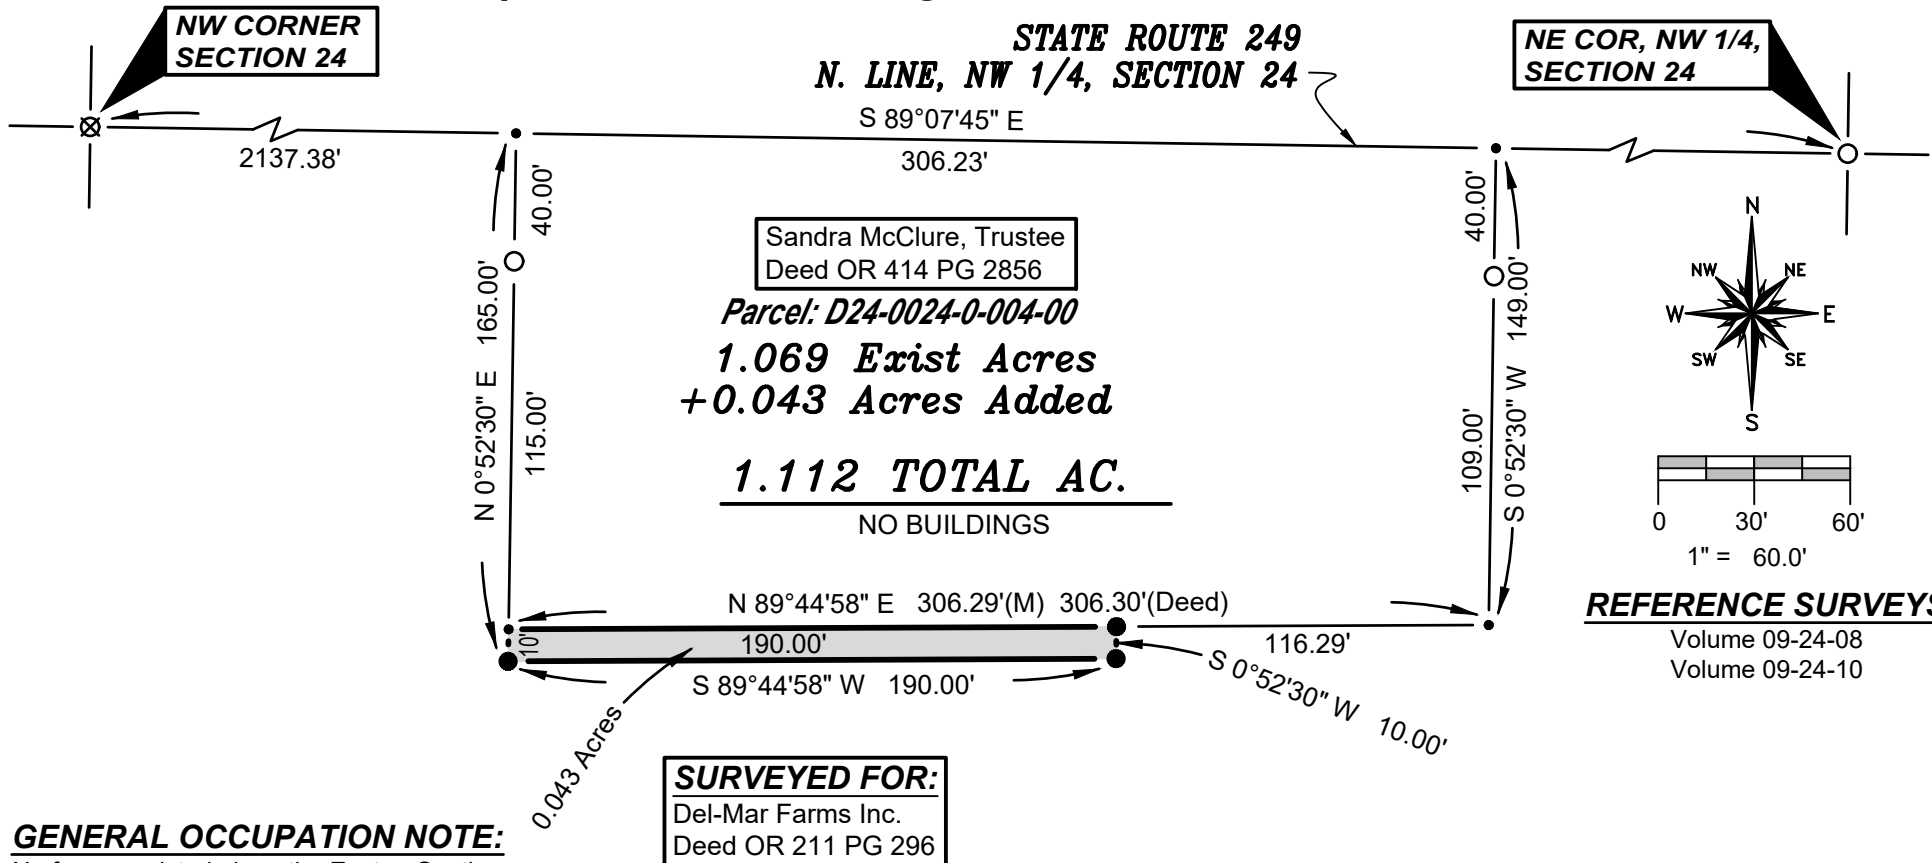 NW CORNER
SECTION 24
STATE ROUTE 249
N. LINE, NW 1/4, SECTION 24
NE COR, NW 1/4,
SECTION 24
S 89°07'45" E
2137.38'
306.23'
40.00'
40.00'
Sandra McClure, Trustee
Deed OR 414 PG 2856
Parcel: D24-0024-0-004-00
1.069 Exist Acres
+0.043 Acres Added
1.112 TOTAL AC.
NO BUILDINGS
N 0°52'30" E 165.00'
115.00'
109.00'
S 0°52'30" W 149.00'
N
NW
NE
W
E
SW
SE
S
0 30' 60'
1" = 60.0'
N 89°44'58" E 306.29'(M) 306.30'(Deed)
10'
190.00'
116.29'
S 89°44'58" W 190.00'
S 0°52'30" W 10.00'
0.043 Acres
REFERENCE SURVEYS
Volume 09-24-08
Volume 09-24-10
SURVEYED FOR:
Del-Mar Farms Inc.
Deed OR 211 PG 296
GENERAL OCCUPATION NOTE: